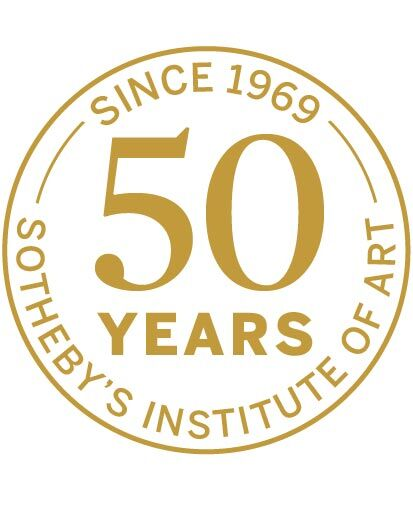 SINCE 1969
50
YEARS
SOTHEBY'S INSTITUTE OF ART